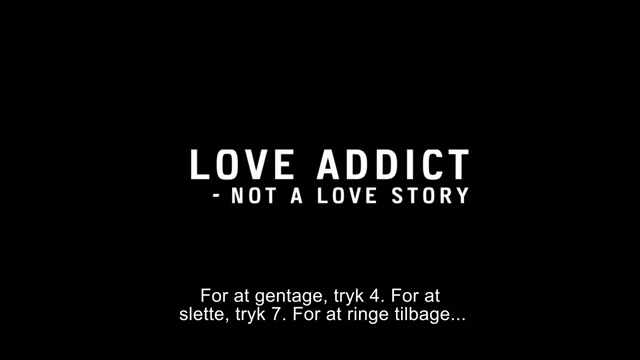 LOVE ADDICT
- NOT A LOVE STORY
For at gentage, tryk 4. For at
slette, tryk 7. For at ringe tilbage...